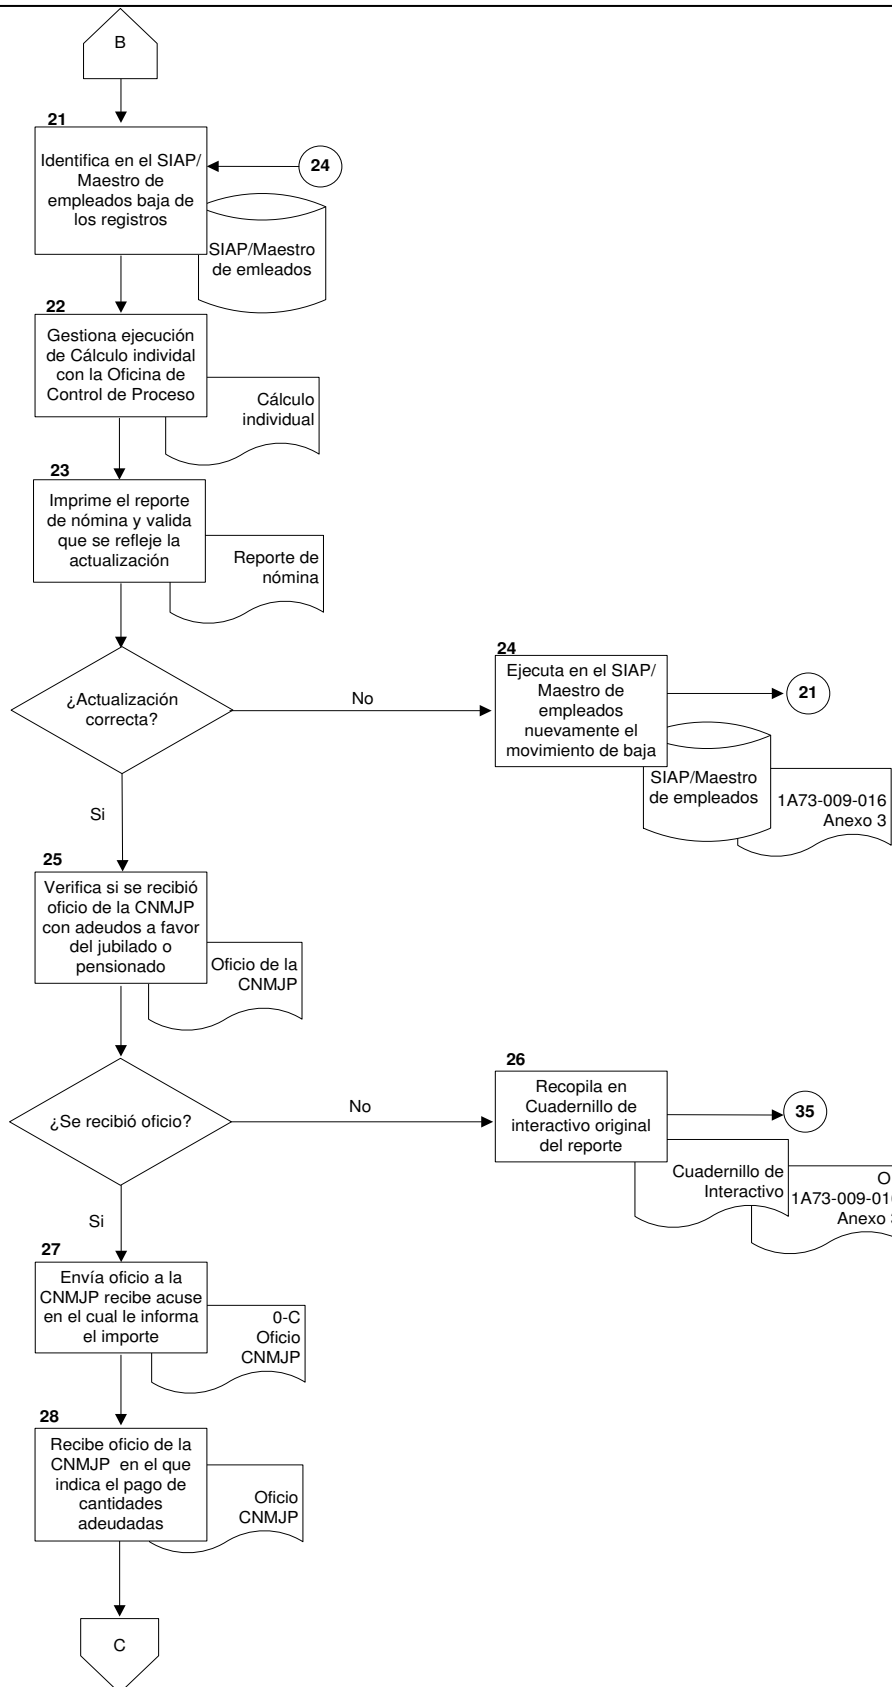 B
21
Identifica en el SIAP/
Maestro de
empleados baja de
los registros
24
SIAP/Maestro
de emleados
22
Gestiona ejecución
de Cálculo individal
con la Oficina de
Control de Proceso
Cálculo
individual
23
Imprime el reporte
de nómina y valida
que se refleje la
actualización
Reporte de
nómina
¿Actualización
correcta?
No
24
Ejecuta en el SIAP/
Maestro de
empleados
nuevamente el
movimiento de baja
21
SIAP/Maestro
de empleados
1A73-009-016
Anexo 3
Si
25
Verifica si se recibió
oficio de la CNMJP
con adeudos a favor
del jubilado o
pensionado
Oficio de la
CNMJP
¿Se recibió oficio?
No
26
Recopila en
Cuadernillo de
interactivo original
del reporte
35
Cuadernillo de
Interactivo
O
1A73-009-01
Anexo
Si
27
Envía oficio a la
CNMJP recibe acuse
en el cual le informa
el importe
0-C
Oficio
CNMJP
28
Recibe oficio de la
CNMJP en el que
indica el pago de
cantidades
adeudadas
Oficio
CNMJP
C